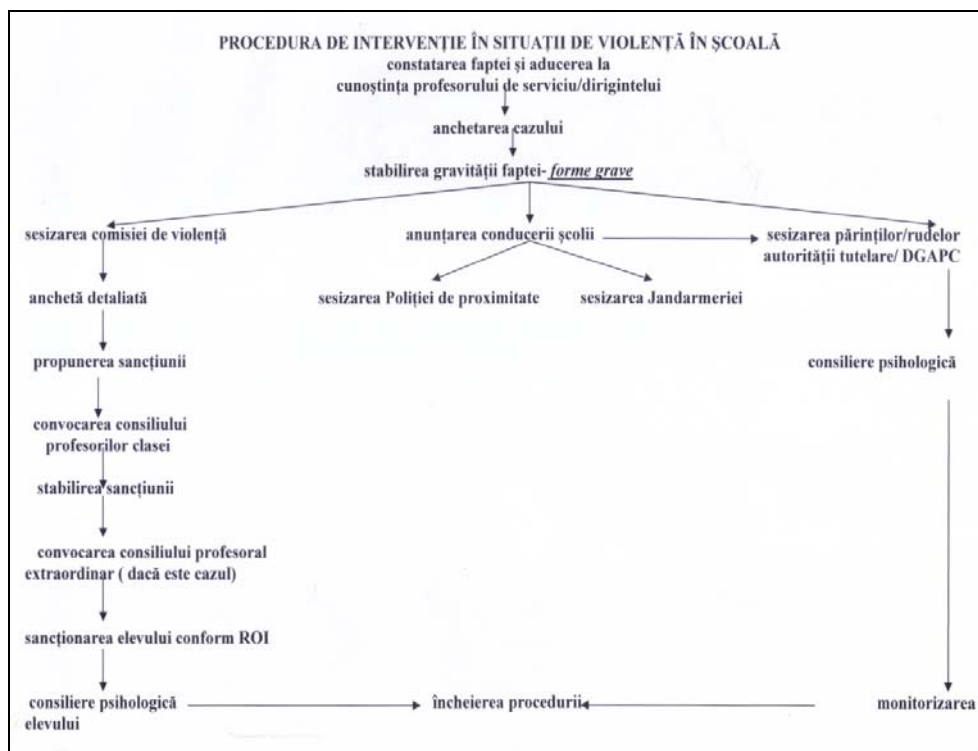 PROCEDURA DE INTERVENȚIE ÎN SITUAȚII DE VIOLENȚĂ ÎN ȘCOALĂ
constatarea faptei și aducerea la
cunoștința profesorului de serviciu/dirigintelui
anchetarea cazului
stabilirea gravității faptei- forme grave
sesizarea comisiei de violență
anunțarea conducerii școlii
sesizarea părinților/rudelor
autorității tutelare/ DGAPC
anchetă detaliată
sesizarea Poliției de proximitate
sesizarea Jandarmeriei
propunerea sancțiunii
consiliere psihologică
convocarea consiliului
profesorilor clasei
stabilirea sancțiunii
convocarea consiliului profesoral
extraordinar ( dacă este cazul)
sancționarea elevului conform ROI
consiliere psihologică
elevului
încheierea procedurii
monitorizarea